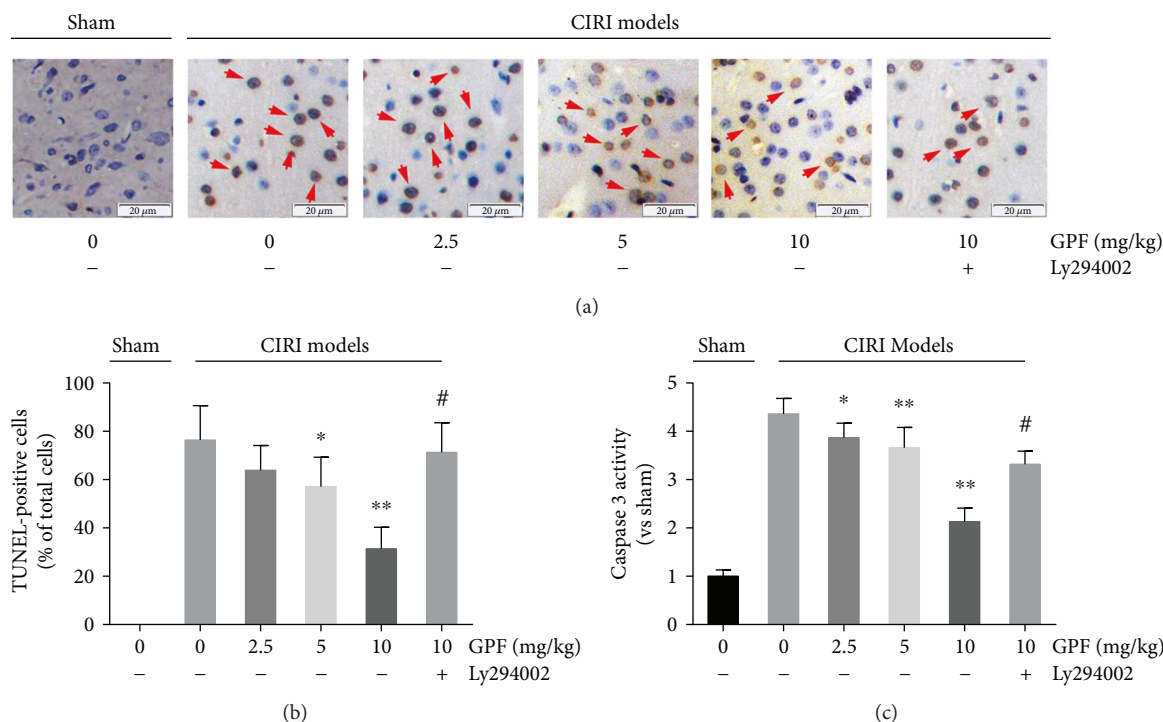 Sham CIRI models
20 μm 20 μm 20 μm 20 μm 20 μm 20 μm
0 0 2.5 5 10 10 GPF (mg/kg)
– – – – – + Ly294002
(a)
Sham CIRI models
TUNEL-positive cells
(% of total cells)
100
80
60
40
20
0
* ** #
0 0 2.5 5 10 10 GPF (mg/kg)
– – – – – + Ly294002
(b)
Sham CIRI Models
Caspase 3 activity
(vs sham)
5
4
3
2
1
0
* ** ** #
0 0 2.5 5 10 10 GPF (mg/kg)
– – – – – + Ly294002
(c)